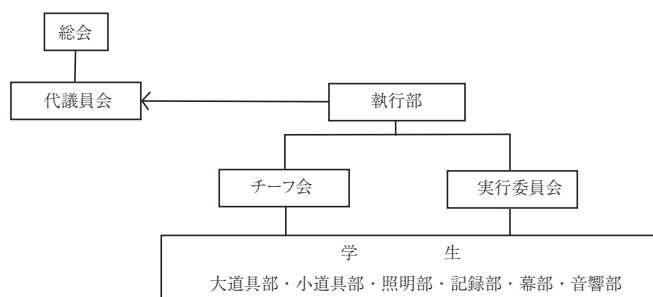 総会
代議員会
執行部
チーフ会
実行委員会
学生
大道具部・小道具部・照明部・記録部・幕部・音響部